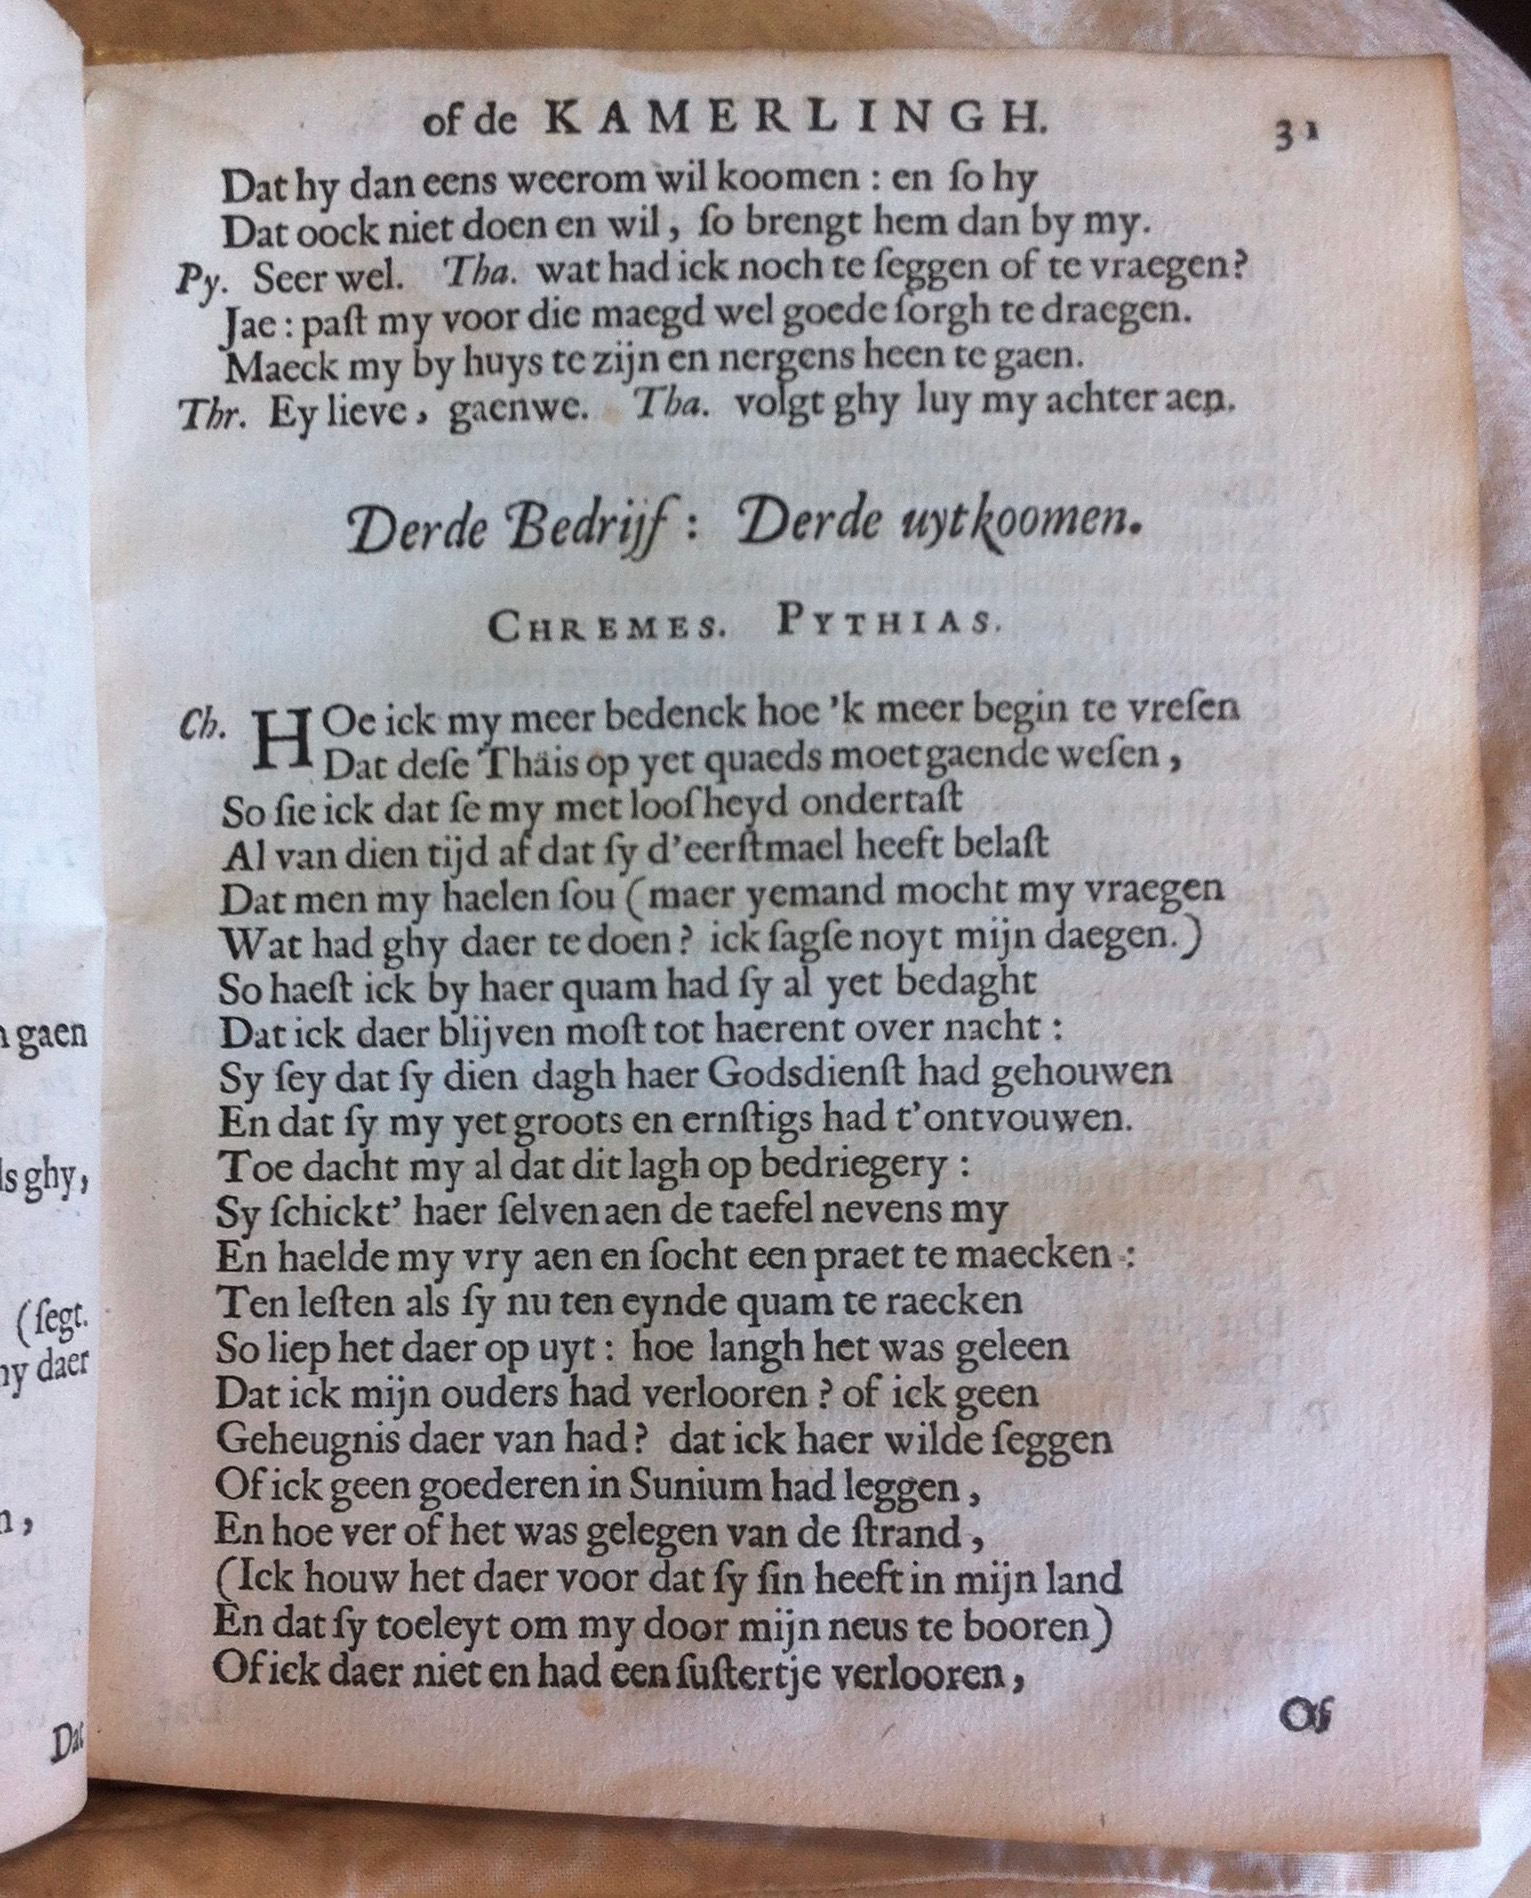 of de KAMERLINGH. 31
Dat hy dan eens weerom wil koomen : en ſo hy
Dat oock niet doen en wil, ſo brengt hem dan by my.
Py. Seer wel. Tha. wat had ick noch te ſeggen of te vraegen?
Jae : paſt my voor die maegd wel goede ſorgh te draegen.
Maeck my by huys te zijn en nergens heen te gaen.
Thr. Ey lieve, gaenwe. Tha. volgt ghy luy my achter aen.
Derde Bedrijf : Derde uytkoomen.
CHREMES. PYTHIAS.
Ch. HOe ick my meer bedenck hoe 'k meer begin te vreſen
Dat deſe Thäis op yet quaeds moet gaende weſen,
So ſie ick dat ſe my met looſheyd ondertaſt
Al van dien tijd af dat ſy d'eerſtmael heeft belaſt
Dat men my haelen ſou (maer yemand mocht my vraegen
Wat had ghy daer te doen? ick ſagſe noyt mijn daegen.)
So haeſt ick by haer quam had ſy al yet bedaght
Dat ick daer blijven moſt tot haerent over nacht :
Sy ſey dat ſy dien dagh haer Godsdienſt had gehouwen
En dat ſy my yet groots en ernſtigs had t'ontvouwen.
Toe dacht my al dat dit lagh op bedriegery :
Sy ſchickt' haer ſelven aen de taefel nevens my
En haelde my vry aen en ſocht een praet te maecken :
Ten leſten als ſy nu ten eynde quam te raecken
So liep het daer op uyt : hoe langh het was geleen
Dat ick mijn ouders had verlooren ? of ick geen
Geheugnis daer van had? dat ick haer wilde ſeggen
Of ick geen goederen in Sunium had leggen,
En hoe ver of het was gelegen van de ſtrand,
(Ick houw het daer voor dat ſy ſin heeft in mijn land
En dat ſy toeleyt om my door mijn neus te booren)
Of ick daer niet en had een ſuſtertje verlooren,
Of
gaen
ghy,
(ſegt.
daer
Dat